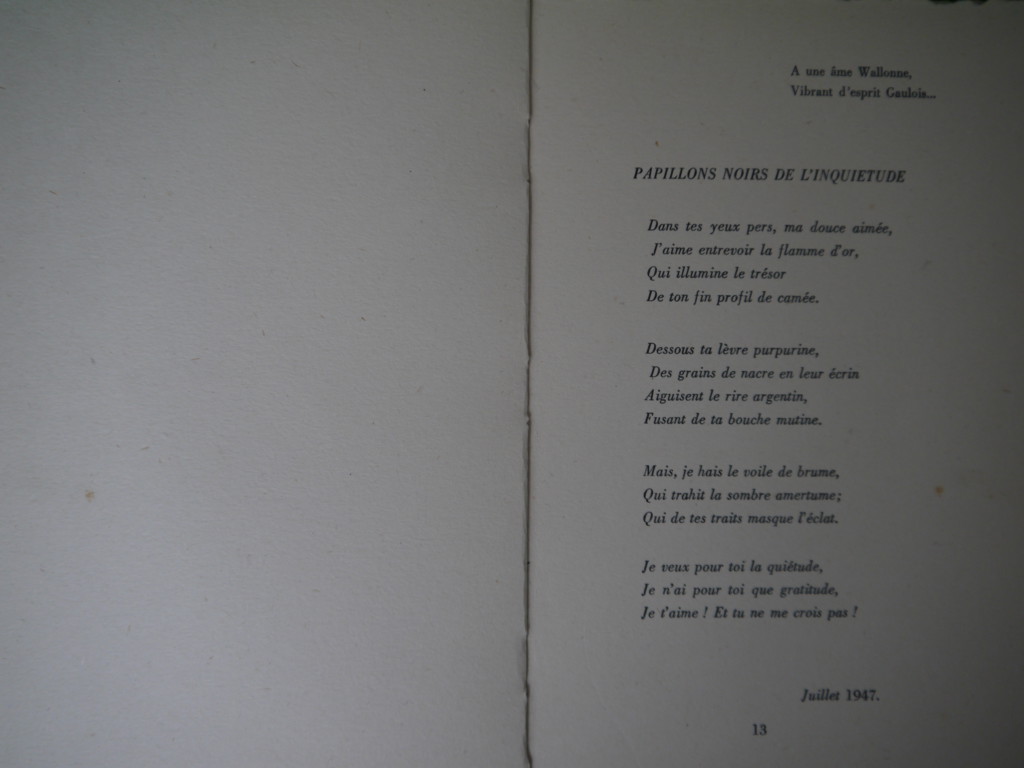 A une âme Wallonne,
Vibrant d'esprit Gaulois...
PAPILLONS NOIRS DE L'INQUIETUDE
Dans tes yeux pers, ma douce aimée,
J'aime entrevoir la flamme d'or,
Qui illumine le trésor
De ton fin profil de camée.
Dessous ta lèvre purpurine,
Des grains de nacre en leur écrin
Aiguisent le rire argentin,
Fusant de ta bouche mutine.
Mais, je hais le voile de brume,
Qui trahit la sombre amertume;
Qui de tes traits masque l'éclat.
Je veux pour toi la quiétude,
Je n'ai pour toi que gratitude,
Je t'aime ! Et tu ne me crois pas !
Juillet 1947.
13